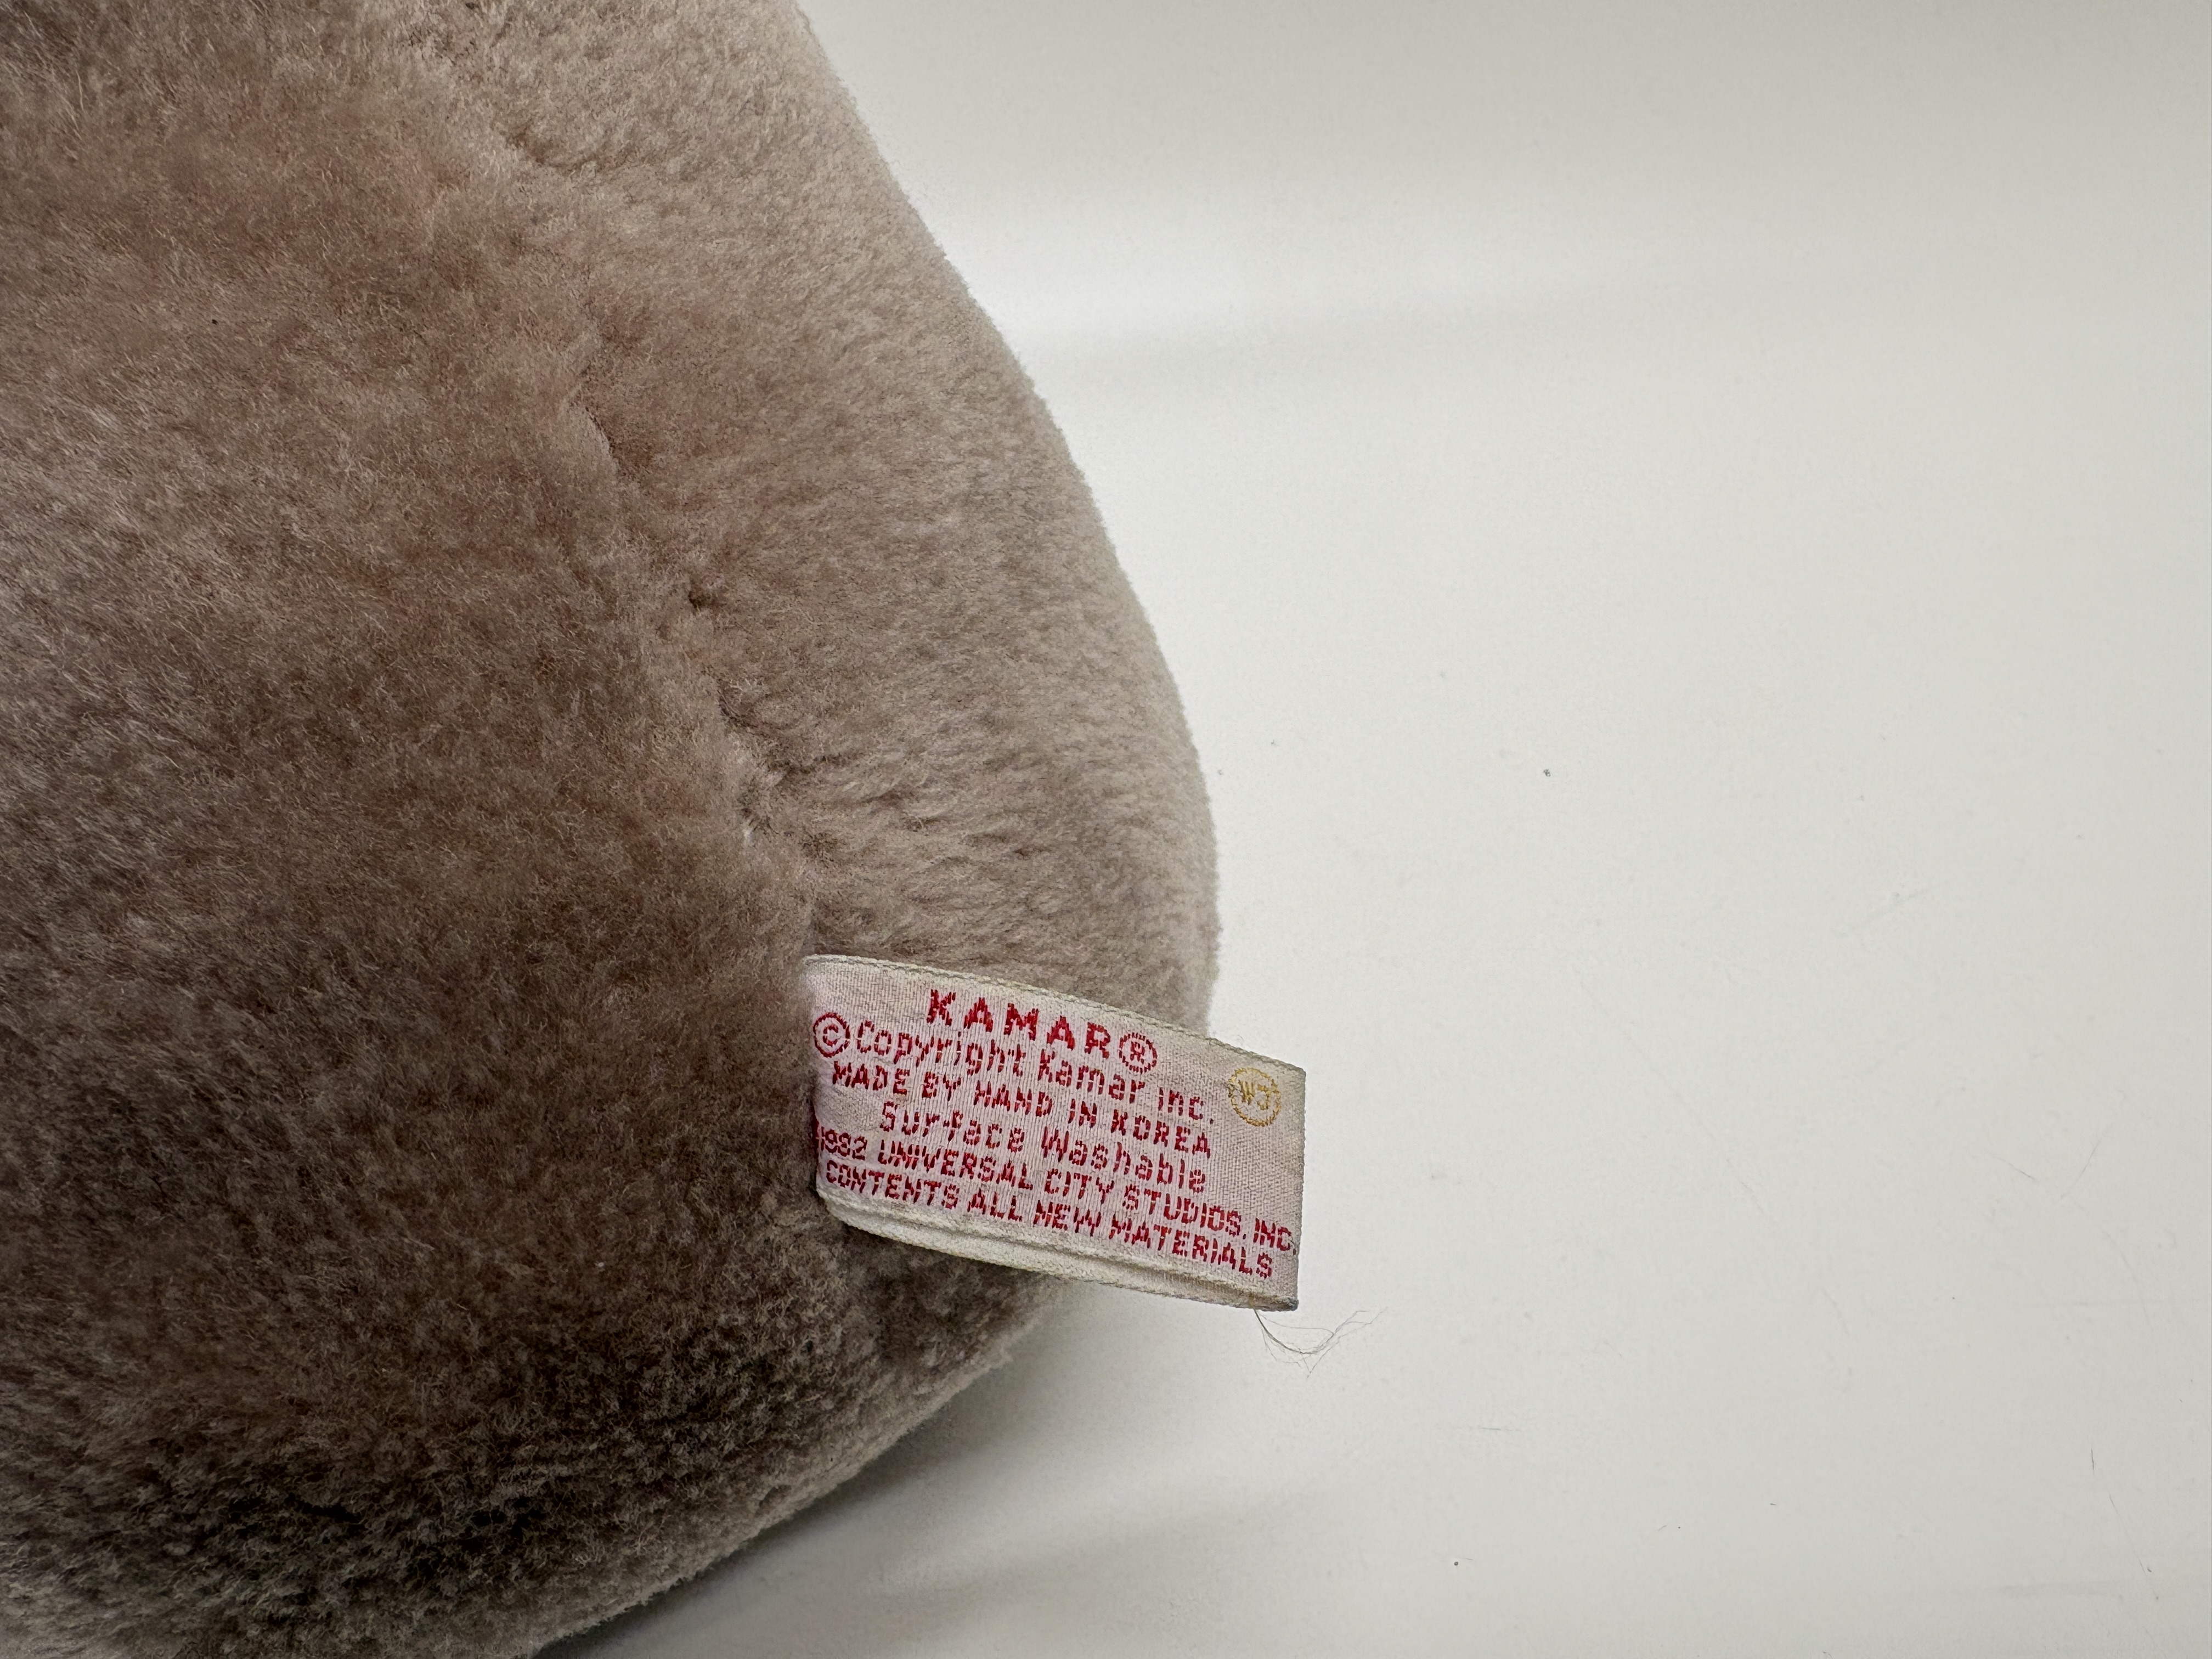 KAMAR®
©Copyright Kamar inc.
WJ
MADE BY HAND IN KOREA
Surface Washable
1982 UNIVERSAL CITY STUDIOS, INC.
CONTENTS ALL NEW MATERIALS